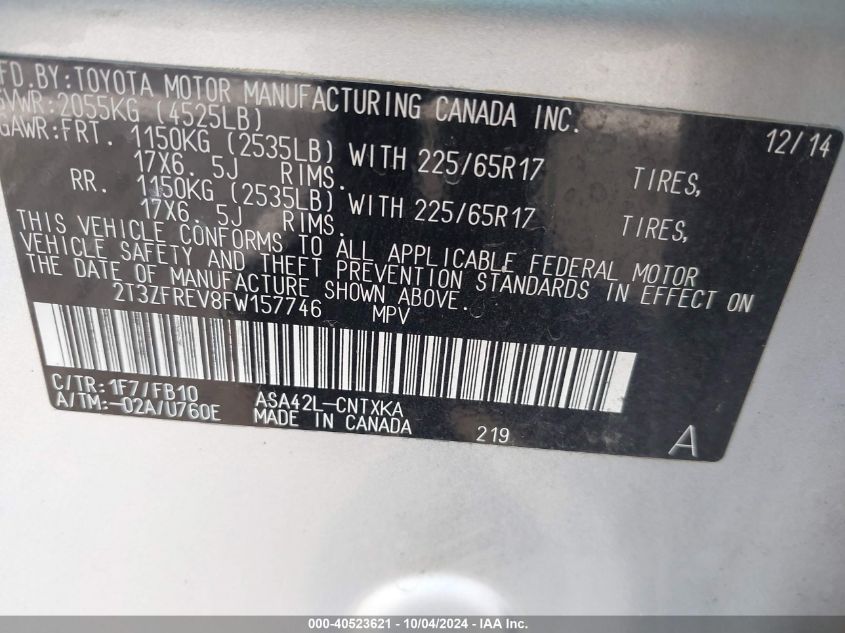 FD.BY:TOYOTA MOTOR MANUFACTURING CANADA INC.
GVWR:2055KG (4525LB) 12/14
GAWR:FRT. 1150KG (2535LB) WITH 225/65R17 TIRES,
17X6. 5J RIMS.
RR. 1150KG (2535LB) WITH 225/65R17 TIRES,
17X6. 5J RIMS.
THIS VEHICLE CONFORMS TO ALL APPLICABLE FEDERAL MOTOR
VEHICLE SAFETY AND THEFT PREVENTION STANDARDS IN EFFECT ON
THE DATE OF MANUFACTURE SHOWN ABOVE.
2T3ZFREV8FW157746 MPV
C/TR:1F7/FB10 ASA42L-CNTXKA
A/TM:-02A/U760E MADE IN CANADA 219 A
000-40523621 - 10/04/2024 - IAA Inc.